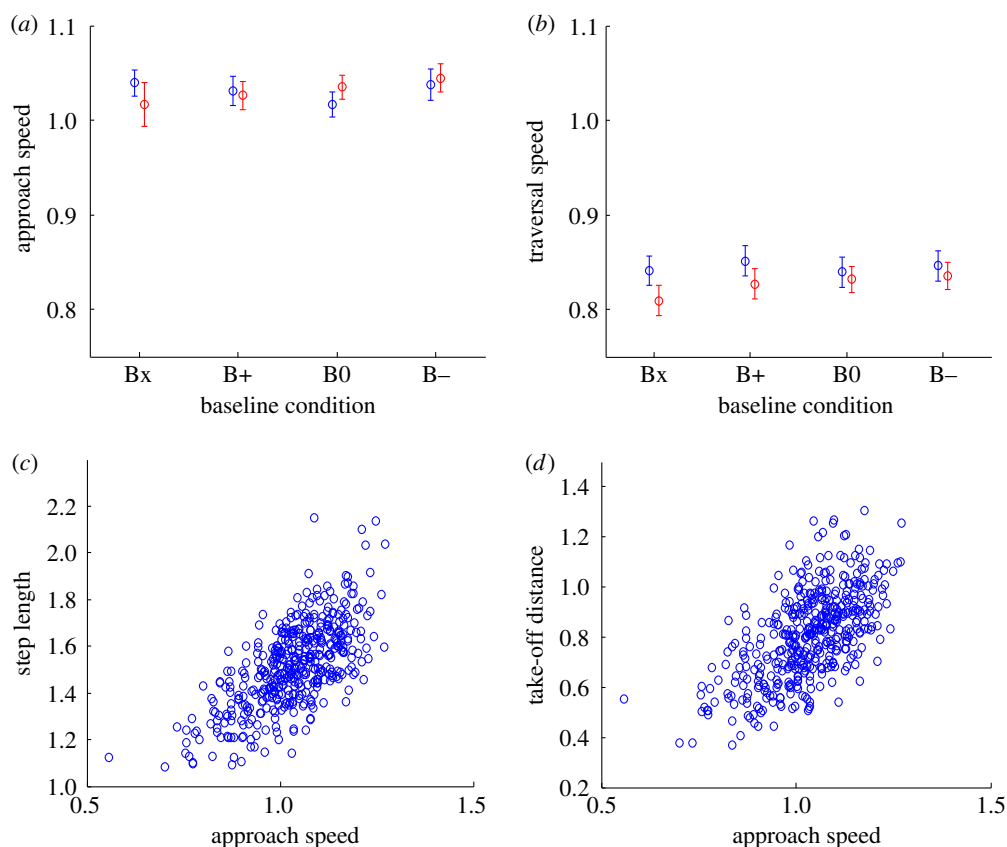 (a)
1.1
1.0
0.9
0.8
approach speed
Bx B+ B0 B–
baseline condition
(b)
1.1
1.0
0.9
0.8
traversal speed
Bx B+ B0 B–
baseline condition
(c)
2.2
2.0
1.8
1.6
1.4
1.2
1.0
step length
0.5 1.0 1.5
approach speed
(d)
1.4
1.2
1.0
0.8
0.6
0.4
0.2
take-off distance
0.5 1.0 1.5
approach speed